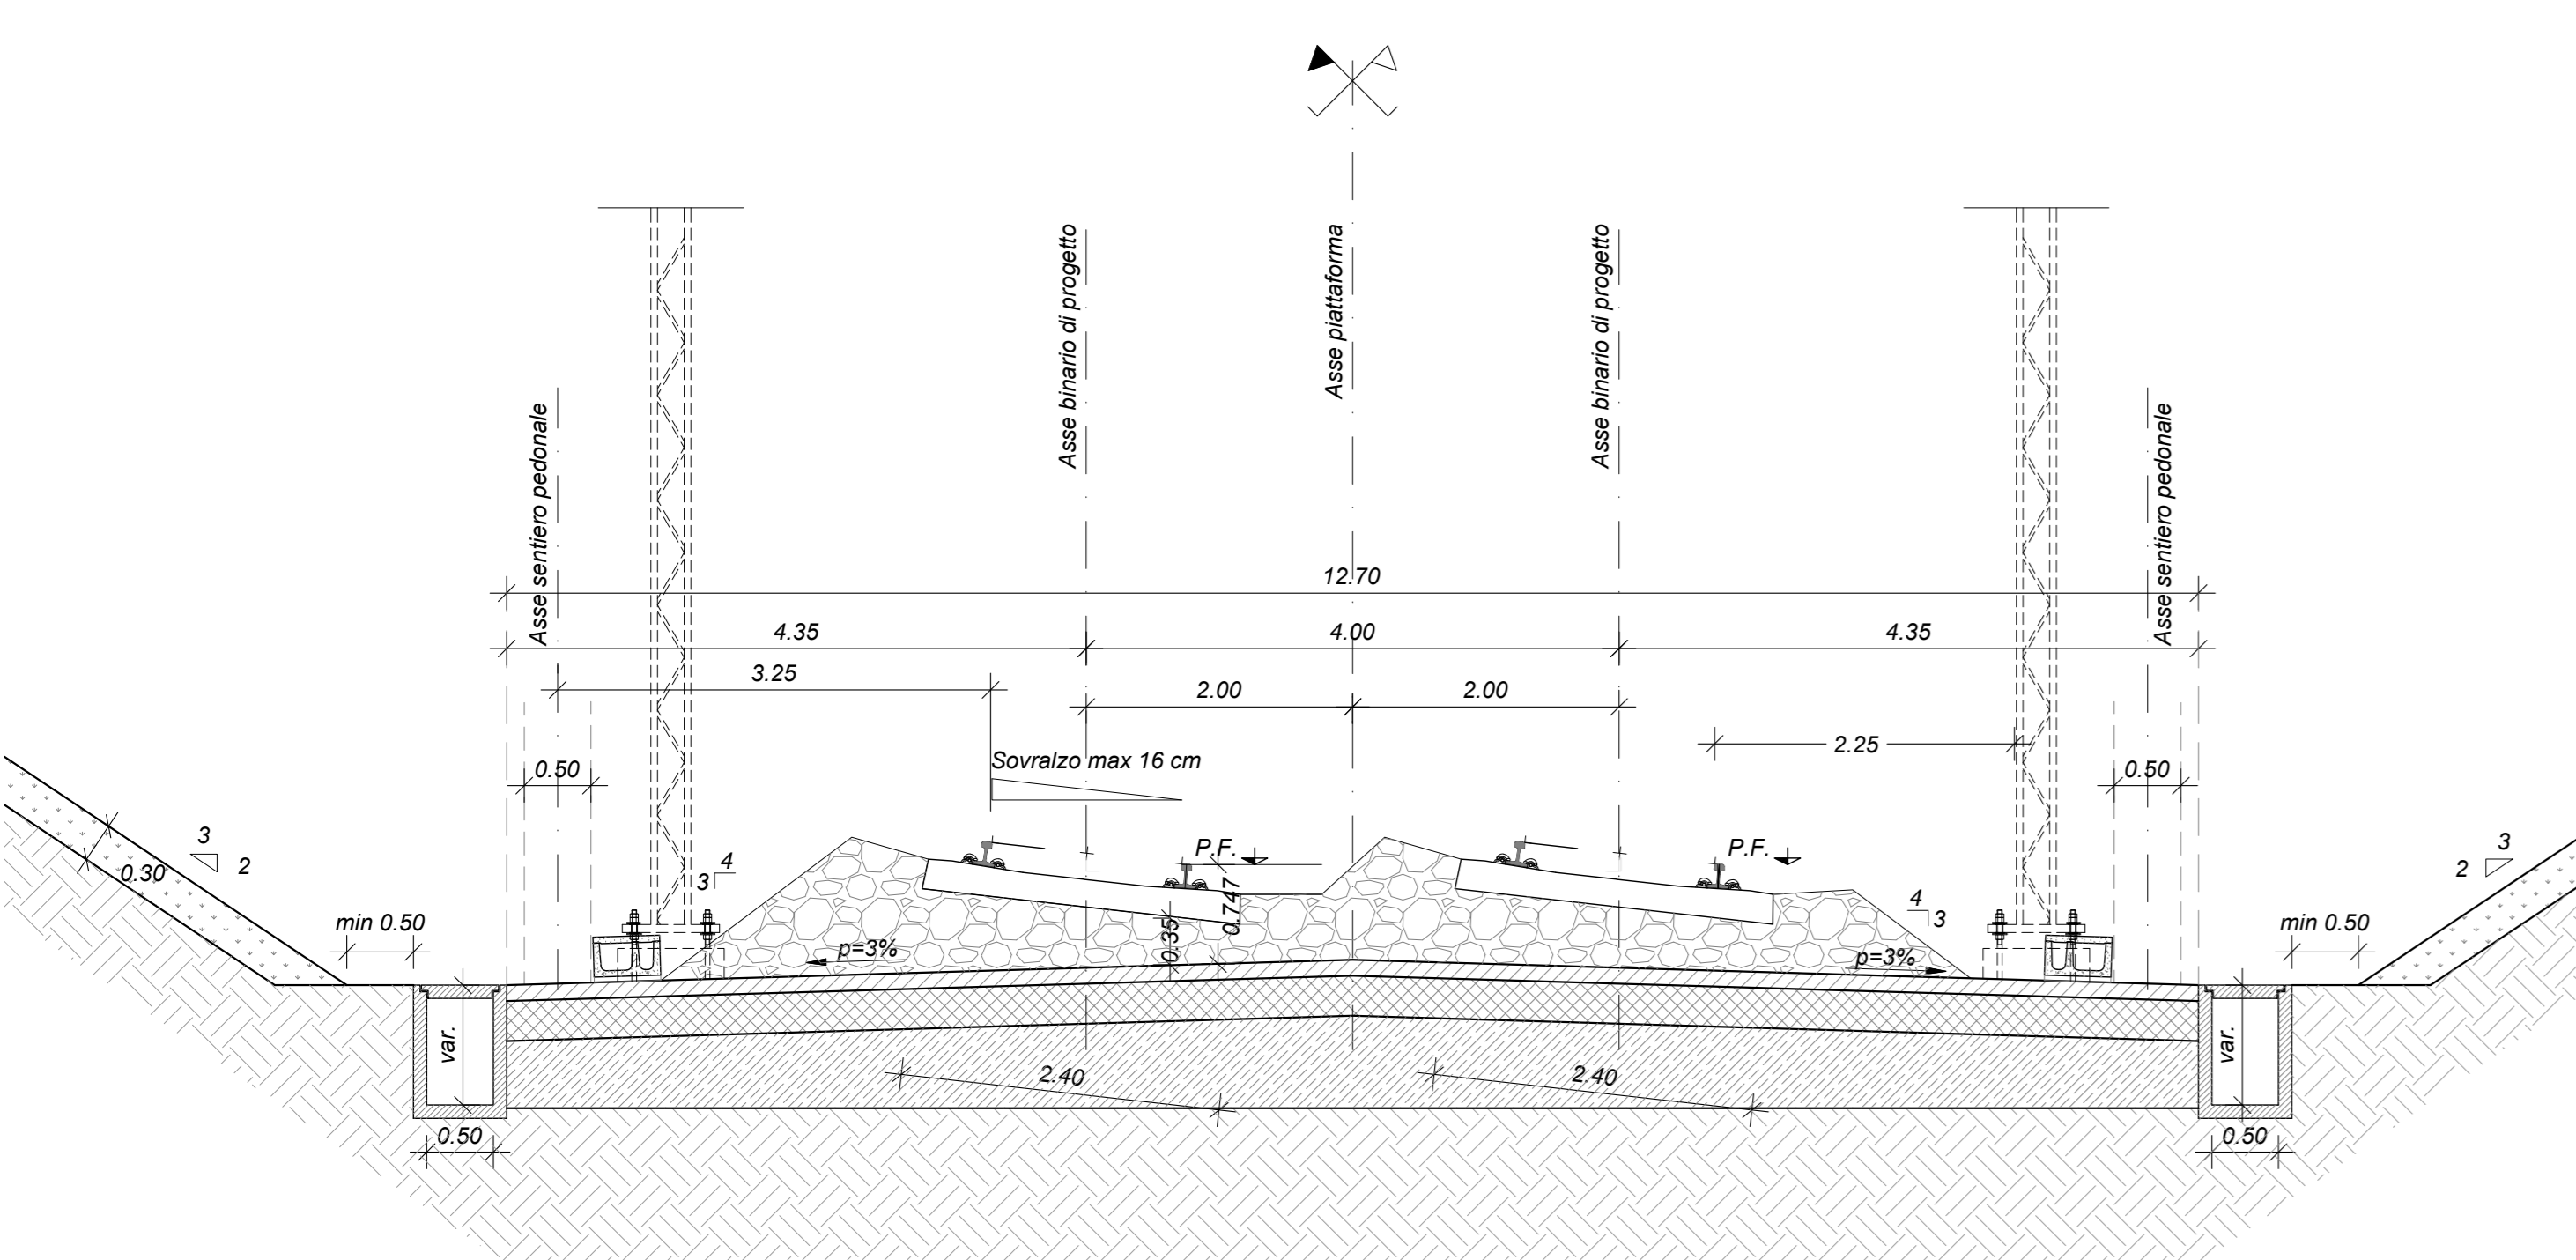 Asse sentiero pedonale
Asse binario di progetto
Asse piattaforma
Asse binario di progetto
Asse sentiero pedonale
12.70
4.35
4.00
4.35
3.25
2.00
2.00
2.25
Sovralzo max 16 cm
0.50
0.50
3
2
0.30
min 0.50
3
4
P.F.
P.F.
0.747
0.35
p=3%
p=3%
4
3
min 0.50
3
2
var.
var.
2.40
2.40
0.50
0.50